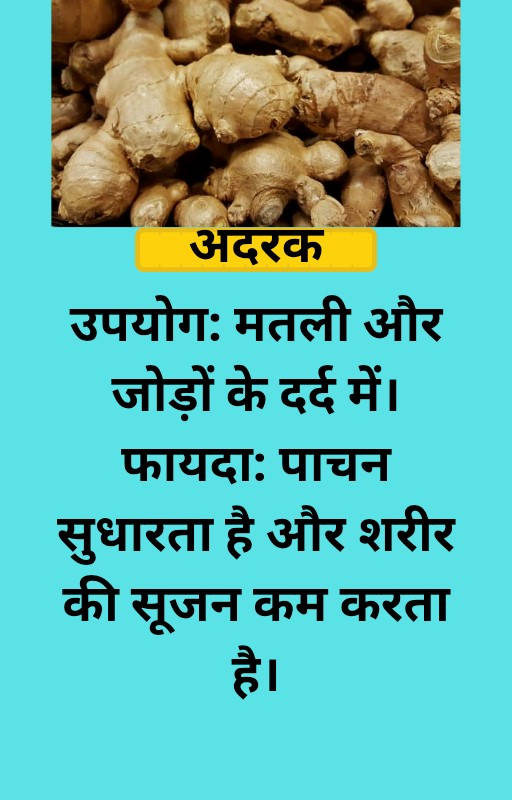 अदरक
उपयोग: मतली और
जोड़ों के दर्द में।
फायदा: पाचन
सुधारता है और शरीर
की सूजन कम करता
है।